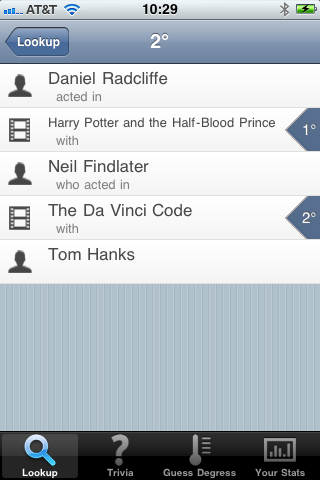 AT&T 10:29
Lookup 2°
Daniel Radcliffe
acted in
Harry Potter and the Half-Blood Prince
with
1°
Neil Findlater
who acted in
The Da Vinci Code
with
2°
Tom Hanks
Lookup Trivia Guess Degress Your Stats